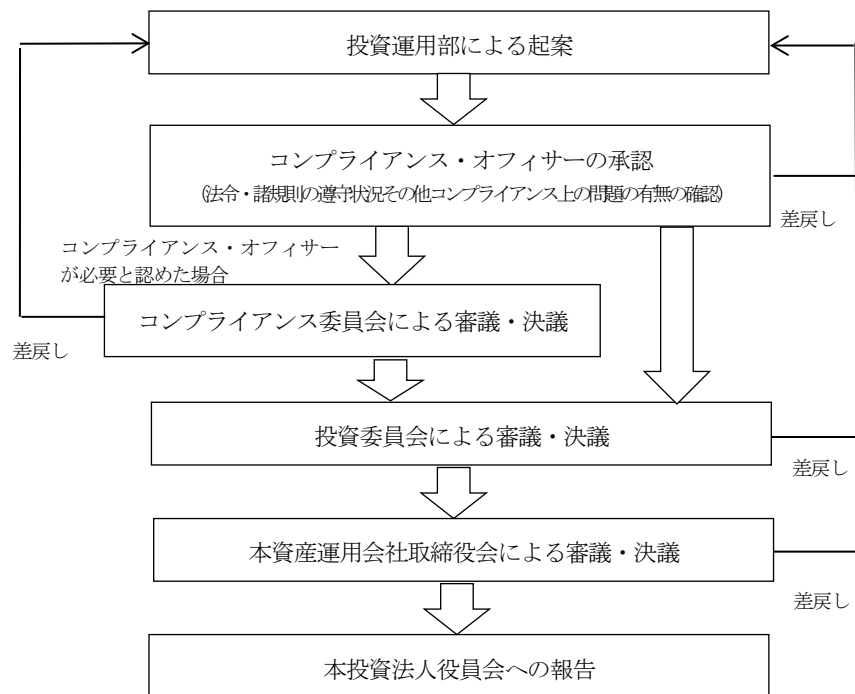 投資運用部による起案
コンプライアンス・オフィサーの承認
(法令・諸規則の遵守状況その他コンプライアンス上の問題の有無の確認)
差戻し
コンプライアンス・オフィサー
が必要と認めた場合
コンプライアンス委員会による審議・決議
差戻し
投資委員会による審議・決議
差戻し
本資産運用会社取締役会による審議・決議
差戻し
本投資法人役員会への報告